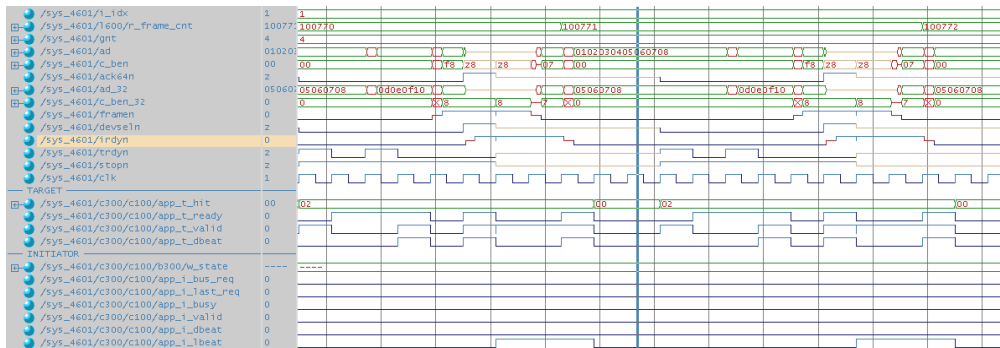 /sys_4601/i_idx 1 1
/sys_4601/l600/r_frame_cnt 10077: 100770 100771 100772
/sys_4601/gnt 4 4
/sys_4601/ad 010203 0102030405060708
/sys_4601/c_ben 00 00 f8 z8 z8 07 00 f8 z8 z8 07 00
/sys_4601/ack64n z
/sys_4601/ad_32 050607 05060708 0d0e0f10 05060708 0d0e0f10 05060708
/sys_4601/c_ben_32 0 0 X 8 8 7 X 0 X 8 8 7 X 0
/sys_4601/framen 0
/sys_4601/devseln z
/sys_4601/irdyn 0
/sys_4601/trdyn z
/sys_4601/stopn z
/sys_4601/clk 1
TARGET
/sys_4601/c300/c100/app_t_hit 00 02 00 02 00
/sys_4601/c300/c100/app_t_ready 0
/sys_4601/c300/c100/app_t_valid 0
/sys_4601/c300/c100/app_t_dbeat 0
INITIATOR
/sys_4601/c300/c100/b300/w_state ---- ----
/sys_4601/c300/c100/app_i_bus_req 0
/sys_4601/c300/c100/app_i_last_req 0
/sys_4601/c300/c100/app_i_busy 0
/sys_4601/c300/c100/app_i_valid 0
/sys_4601/c300/c100/app_i_dbeat 0
/sys_4601/c300/c100/app_i_lbeat 0